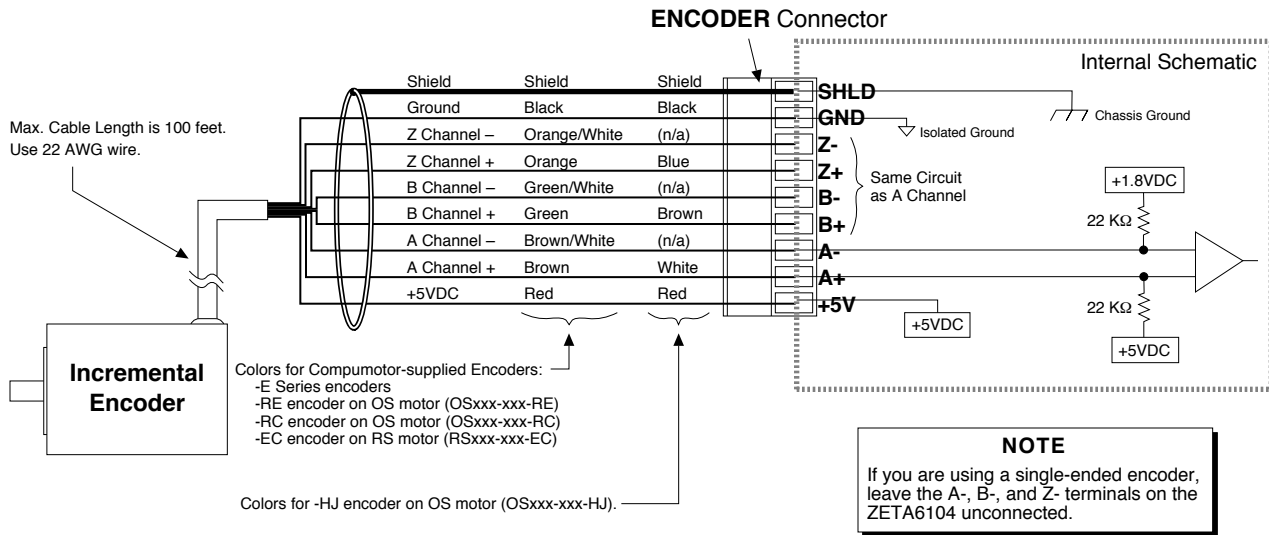 ENCODER Connector
Internal Schematic
Max. Cable Length is 100 feet.
Use 22 AWG wire.
Shield Shield Shield SHLD
Ground Black Black GND
Z Channel – Orange/White (n/a) Z-
Z Channel + Orange Blue Z+
B Channel – Green/White (n/a) B-
B Channel + Green Brown B+
A Channel – Brown/White (n/a) A-
A Channel + Brown White A+
+5VDC Red Red +5V
Chassis Ground
Isolated Ground
Same Circuit
as A Channel
+1.8VDC
22 KΩ
22 KΩ
+5VDC
+5VDC
Incremental
Encoder
Colors for Compumotor-supplied Encoders:
-E Series encoders
-RE encoder on OS motor (OSxxx-xxx-RE)
-RC encoder on OS motor (OSxxx-xxx-RC)
-EC encoder on RS motor (RSxxx-xxx-EC)
Colors for -HJ encoder on OS motor (OSxxx-xxx-HJ).
NOTE
If you are using a single-ended encoder,
leave the A-, B-, and Z- terminals on the
ZETA6104 unconnected.